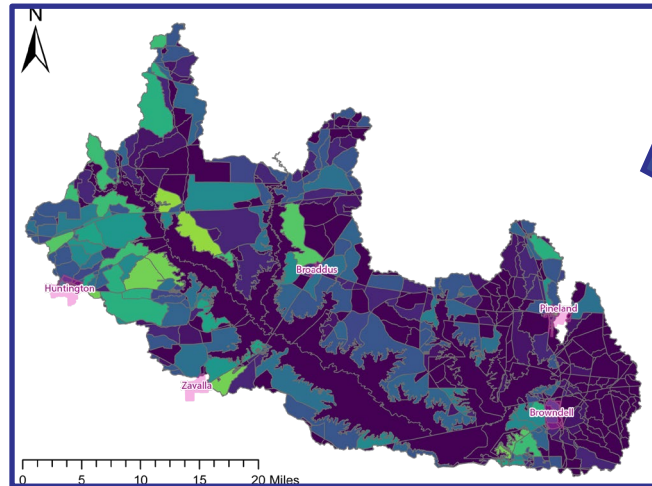 N
Broaddus
Huntington
Pineland
Zavalla
Browndell
0 5 10 15 20 Miles